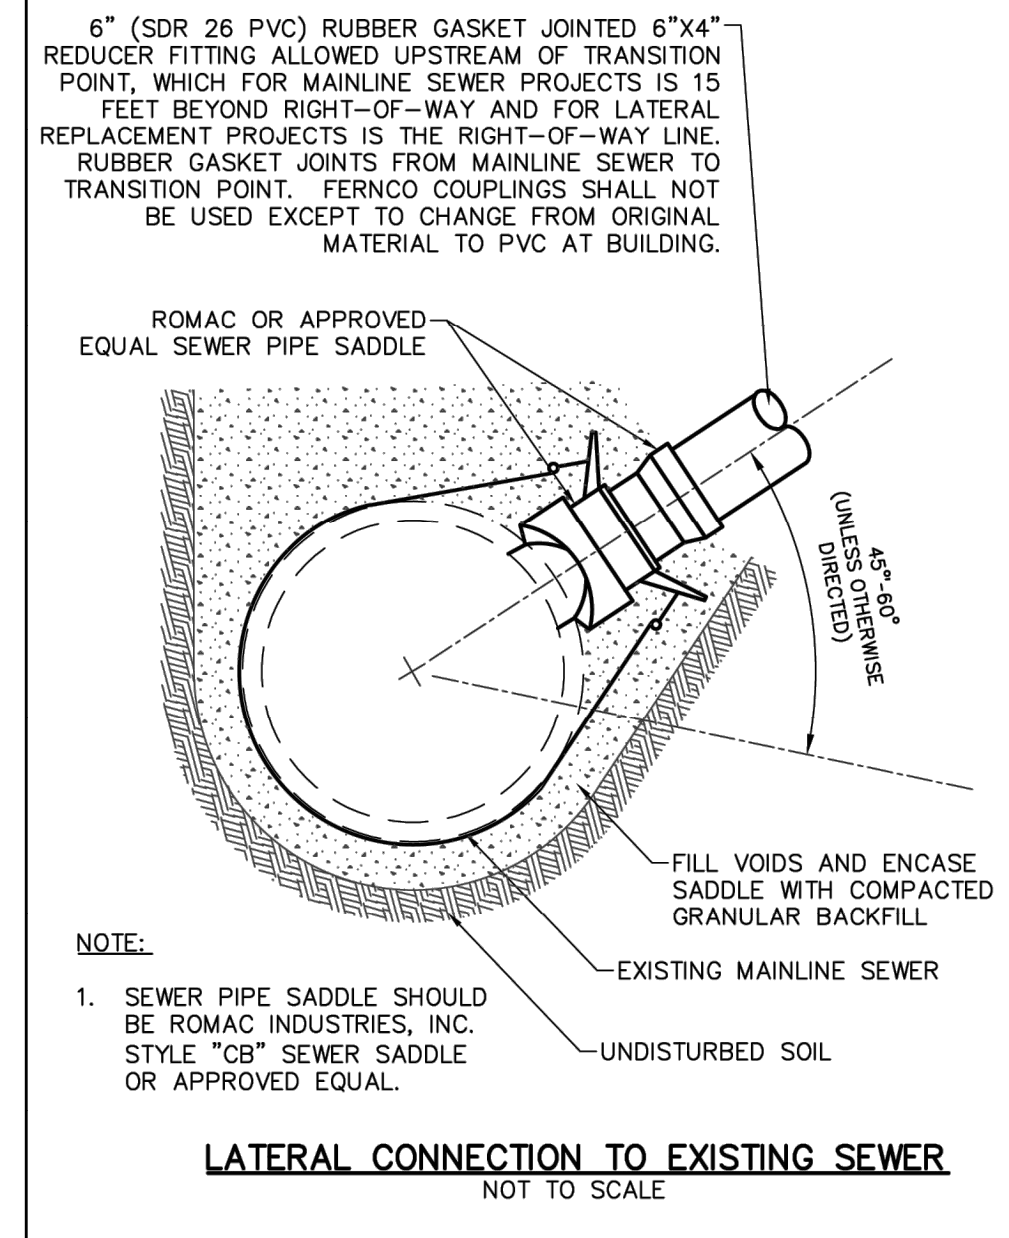 6” (SDR 26 PVC) RUBBER GASKET JOINTED 6”X4”
REDUCER FITTING ALLOWED UPSTREAM OF TRANSITION
POINT, WHICH FOR MAINLINE SEWER PROJECTS IS 15
FEET BEYOND RIGHT-OF-WAY AND FOR LATERAL
REPLACEMENT PROJECTS IS THE RIGHT-OF-WAY LINE.
RUBBER GASKET JOINTS FROM MAINLINE SEWER TO
TRANSITION POINT. FERNCO COUPLINGS SHALL NOT
BE USED EXCEPT TO CHANGE FROM ORIGINAL
MATERIAL TO PVC AT BUILDING.
ROMAC OR APPROVED
EQUAL SEWER PIPE SADDLE
45°-60°
(UNLESS OTHERWISE
DIRECTED)
FILL VOIDS AND ENCASE
SADDLE WITH COMPACTED
GRANULAR BACKFILL
EXISTING MAINLINE SEWER
UNDISTURBED SOIL
NOTE:
1. SEWER PIPE SADDLE SHOULD
BE ROMAC INDUSTRIES, INC.
STYLE "CB" SEWER SADDLE
OR APPROVED EQUAL.
LATERAL CONNECTION TO EXISTING SEWER
NOT TO SCALE